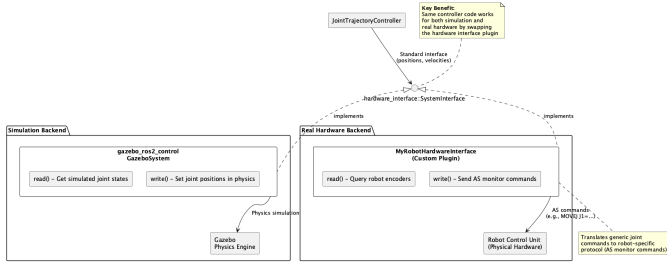 Key Benefit:
Same controller code works
for both simulation and
real hardware by swapping
the hardware interface plugin
JointTrajectoryController
Standard interface
(positions, velocities)
hardware_interface::SystemInterface
implements
implements
Simulation Backend
gazebo_ros2_control
GazeboSystem
read() - Get simulated joint states
write() - Set joint positions in physics
Physics simulation
Gazebo
Physics Engine
Real Hardware Backend
MyRobotHardwareInterface
(Custom Plugin)
read() - Query robot encoders
write() - Send AS monitor commands
AS commands
(e.g., MOVEJ J1=...)
Robot Control Unit
(Physical Hardware)
Translates generic joint
commands to robot-specific
protocol (AS monitor commands)